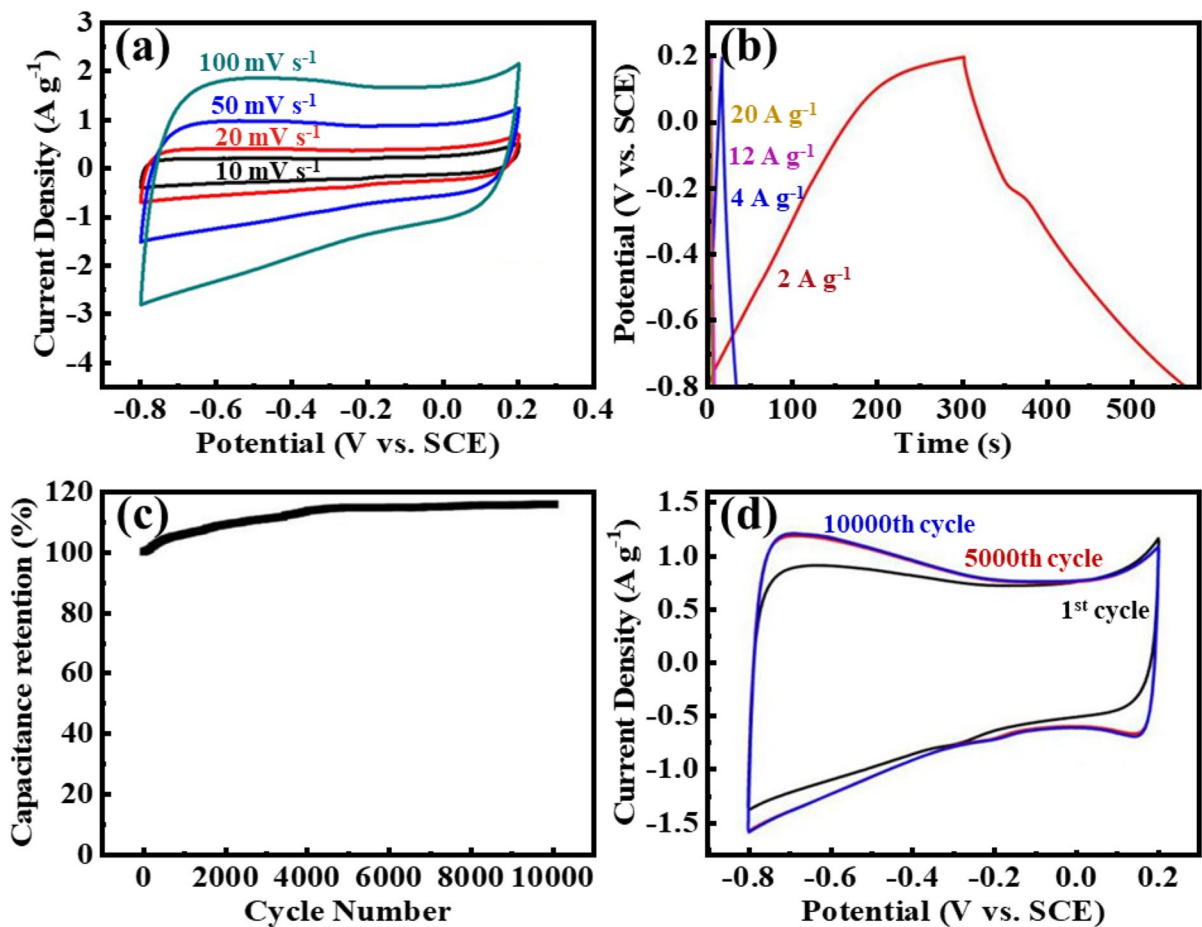 (a)
100 mV s⁻¹
50 mV s⁻¹
20 mV s⁻¹
10 mV s⁻¹
3
2
1
0
-1
-2
-3
-4
-0.8 -0.6 -0.4 -0.2 0.0 0.2 0.4
Current Density (A g⁻¹)
Potential (V vs. SCE)
(b)
20 A g⁻¹
12 A g⁻¹
4 A g⁻¹
2 A g⁻¹
0.2
0.0
-0.2
-0.4
-0.6
-0.8
0 100 200 300 400 500
Potential (V vs. SCE)
Time (s)
(c)
120
100
80
60
40
20
0
0 2000 4000 6000 8000 10000
Capacitance retention (%)
Cycle Number
(d)
10000th cycle
5000th cycle
1ˢᵗ cycle
1.5
1.0
0.5
0.0
-0.5
-1.0
-1.5
-0.8 -0.6 -0.4 -0.2 0.0 0.2
Current Density (A g⁻¹)
Potential (V vs. SCE)